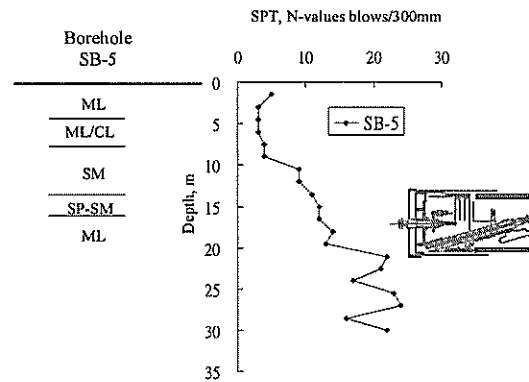 SPT, N-values blows/300mm
Borehole
SB-5
0 10 20 30
0
5
10
15
20
25
30
35
Depth, m
SB-5
ML
ML/CL
SM
SP-SM
ML